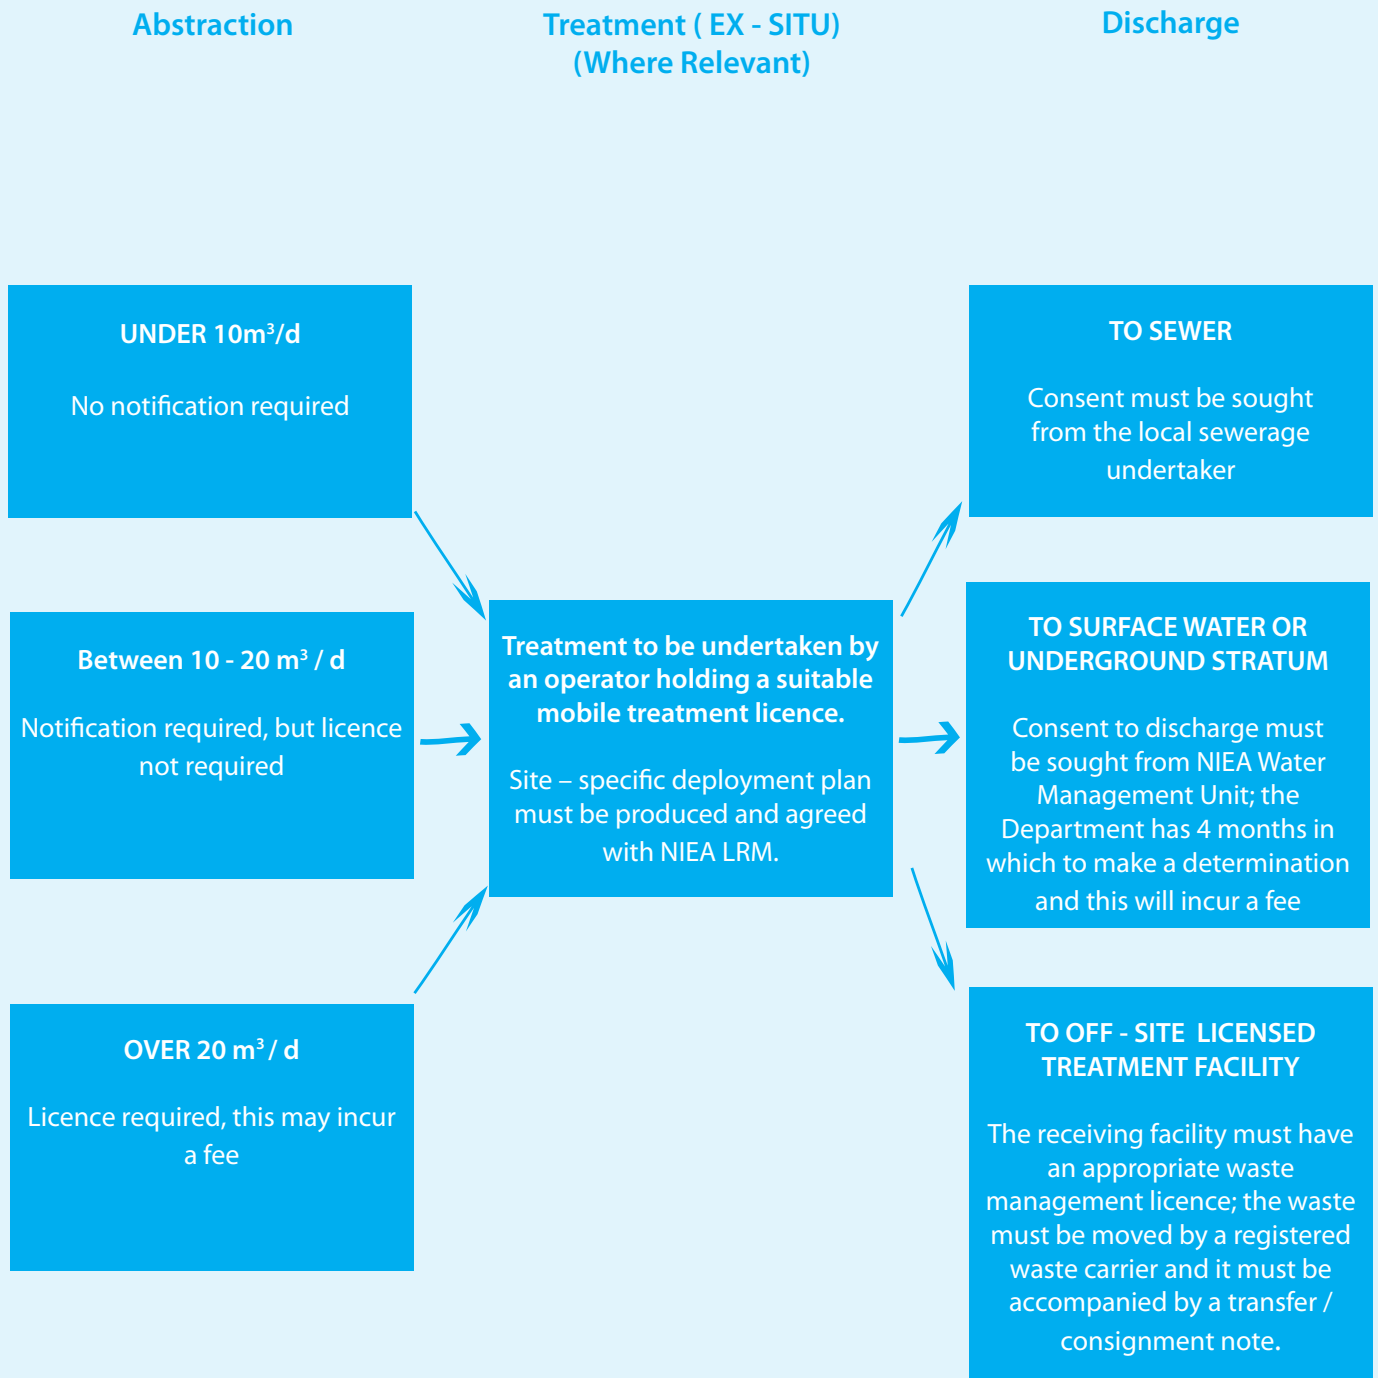 Abstraction
Treatment ( EX - SITU)
(Where Relevant)
Discharge
UNDER 10m³/d
No notification required
Between 10 - 20 m³ / d
Notification required, but licence
not required
OVER 20 m³ / d
Licence required, this may incur
a fee
Treatment to be undertaken by
an operator holding a suitable
mobile treatment licence.
Site – specific deployment plan
must be produced and agreed
with NIEA LRM.
TO SEWER
Consent must be sought
from the local sewerage
undertaker
TO SURFACE WATER OR
UNDERGROUND STRATUM
Consent to discharge must
be sought from NIEA Water
Management Unit; the
Department has 4 months in
which to make a determination
and this will incur a fee
TO OFF - SITE LICENSED
TREATMENT FACILITY
The receiving facility must have
an appropriate waste
management licence; the waste
must be moved by a registered
waste carrier and it must be
accompanied by a transfer /
consignment note.